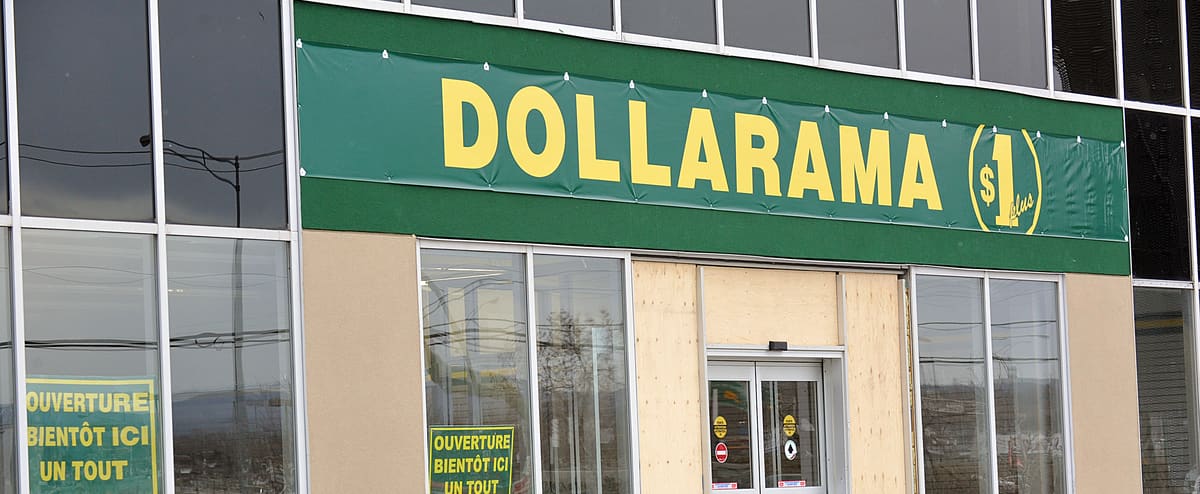 DOLLARAMA
$1
plus
OUVERTURE
BIENTÔT ICI
UN TOUT
OUVERTURE
BIENTÔT ICI
UN TOUT